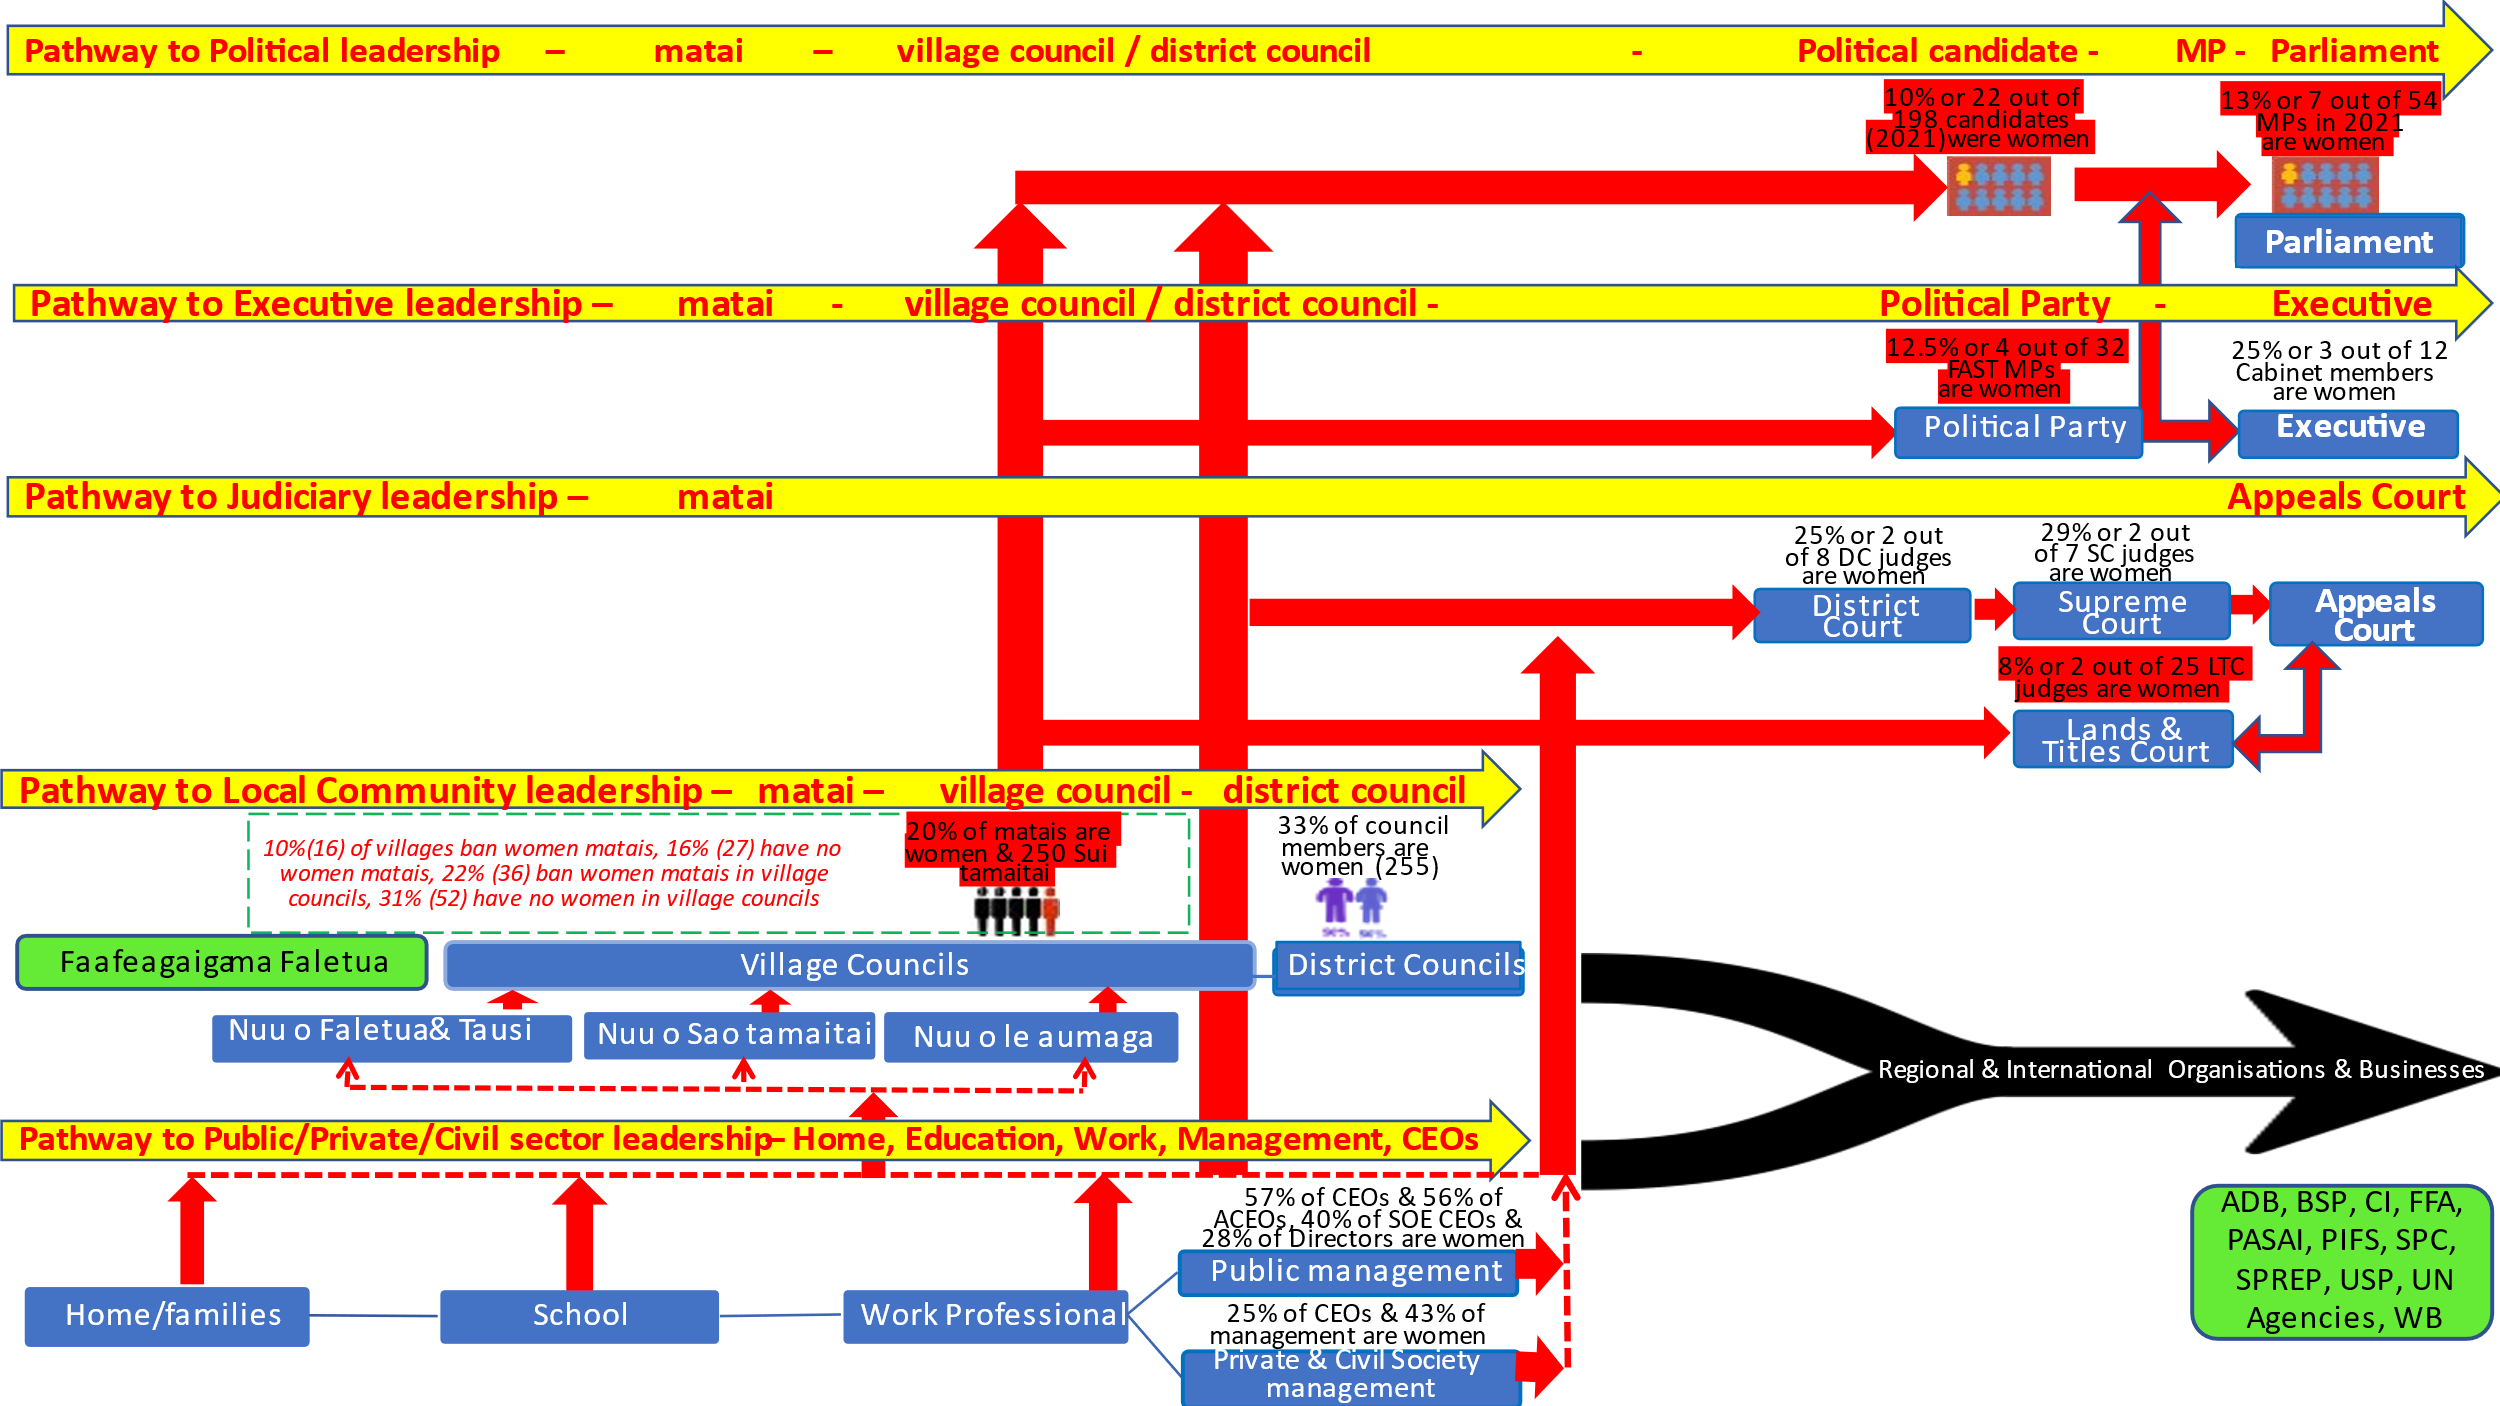 Pathway to Political leadership – matai – village council / district council - Political candidate - MP - Parliament
10% or 22 out of
198 candidates
(2021)were women
13% or 7 out of 54
MPs in 2021
are women
Parliament
Pathway to Executive leadership – matai - village council / district council - Political Party - Executive
12.5% or 4 out of 32
FAST MPs
are women
25% or 3 out of 12
Cabinet members
are women
Political Party
Executive
Pathway to Judiciary leadership – matai Appeals Court
25% or 2 out
of 8 DC judges
are women
29% or 2 out
of 7 SC judges
are women
District
Court
Supreme
Court
Appeals
Court
8% or 2 out of 25 LTC
judges are women
Lands &
Titles Court
Pathway to Local Community leadership – matai – village council - district council
10%(16) of villages ban women matais, 16% (27) have no
women matais, 22% (36) ban women matais in village
councils, 31% (52) have no women in village councils
20% of matais are
women & 250 Sui
tamaitai
33% of council
members are
women (255)
Faafeagaigama Faletua
Village Councils
District Councils
Nuu o Faletua& Tausi
Nuu o Sao tamaitai
Nuu o le aumaga
Regional & International Organisations & Businesses
Pathway to Public/Private/Civil sector leadership– Home, Education, Work, Management, CEOs
57% of CEOs & 56% of
ACEOs, 40% of SOE CEOs &
28% of Directors are women
Public management
Home/families
School
Work Professional
25% of CEOs & 43% of
management are women
Private & Civil Society
management
ADB, BSP, CI, FFA,
PASAI, PIFS, SPC,
SPREP, USP, UN
Agencies, WB